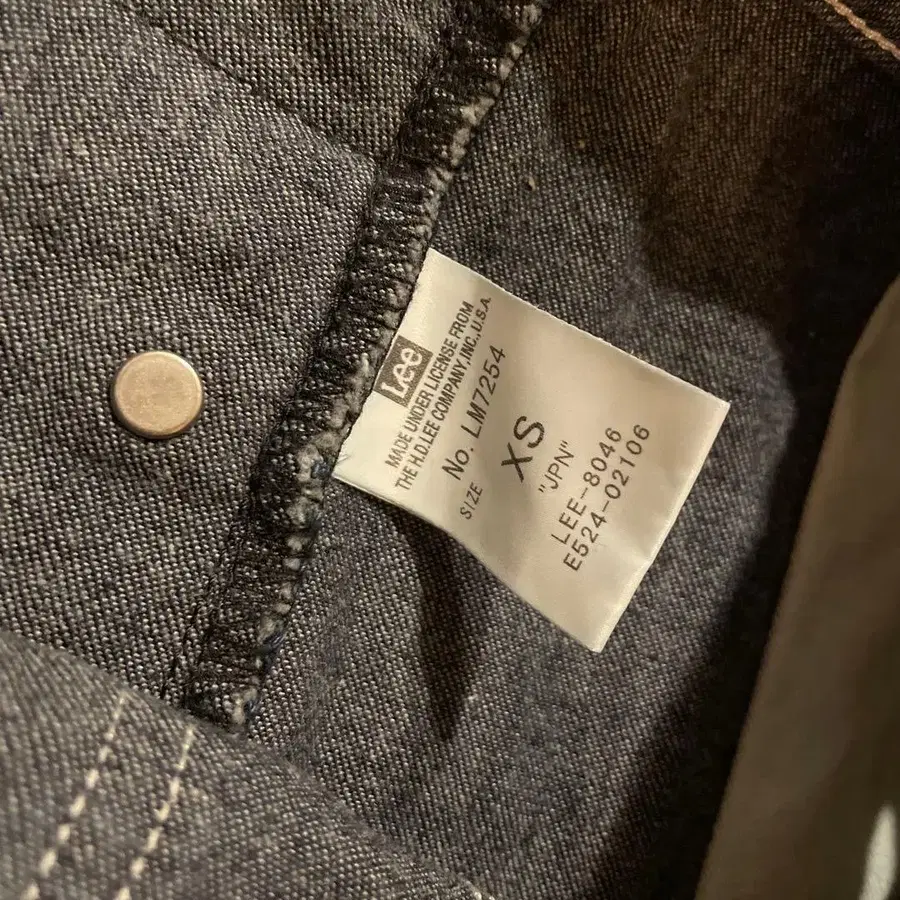 Lee
MADE UNDER LICENSE FROM
THE H.D.LEE COMPANY,INC.,U.S.A.
No. LM7254
SIZE XS
"JPN"
LEE-8046
E524-02106